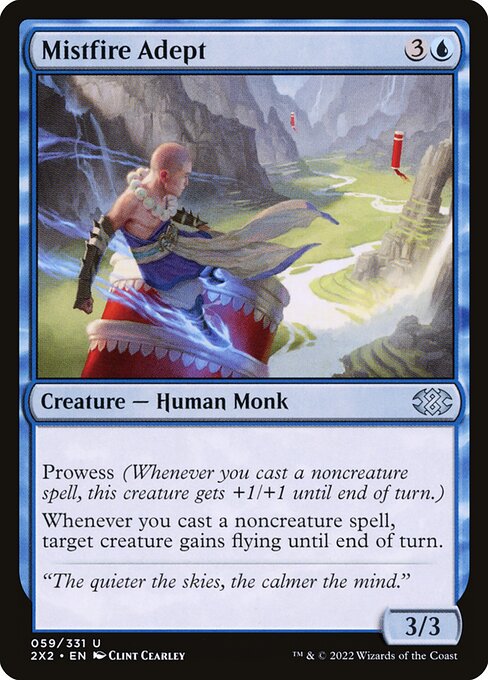 Mistfire Adept 3
Creature — Human Monk
Prowess (Whenever you cast a noncreature
spell, this creature gets +1/+1 until end of turn.)
Whenever you cast a noncreature spell,
target creature gains flying until end of turn.
“The quieter the skies, the calmer the mind.”
3/3
059/331 U
2X2 • EN Clint Cearley
™ & © 2022 Wizards of the Coast